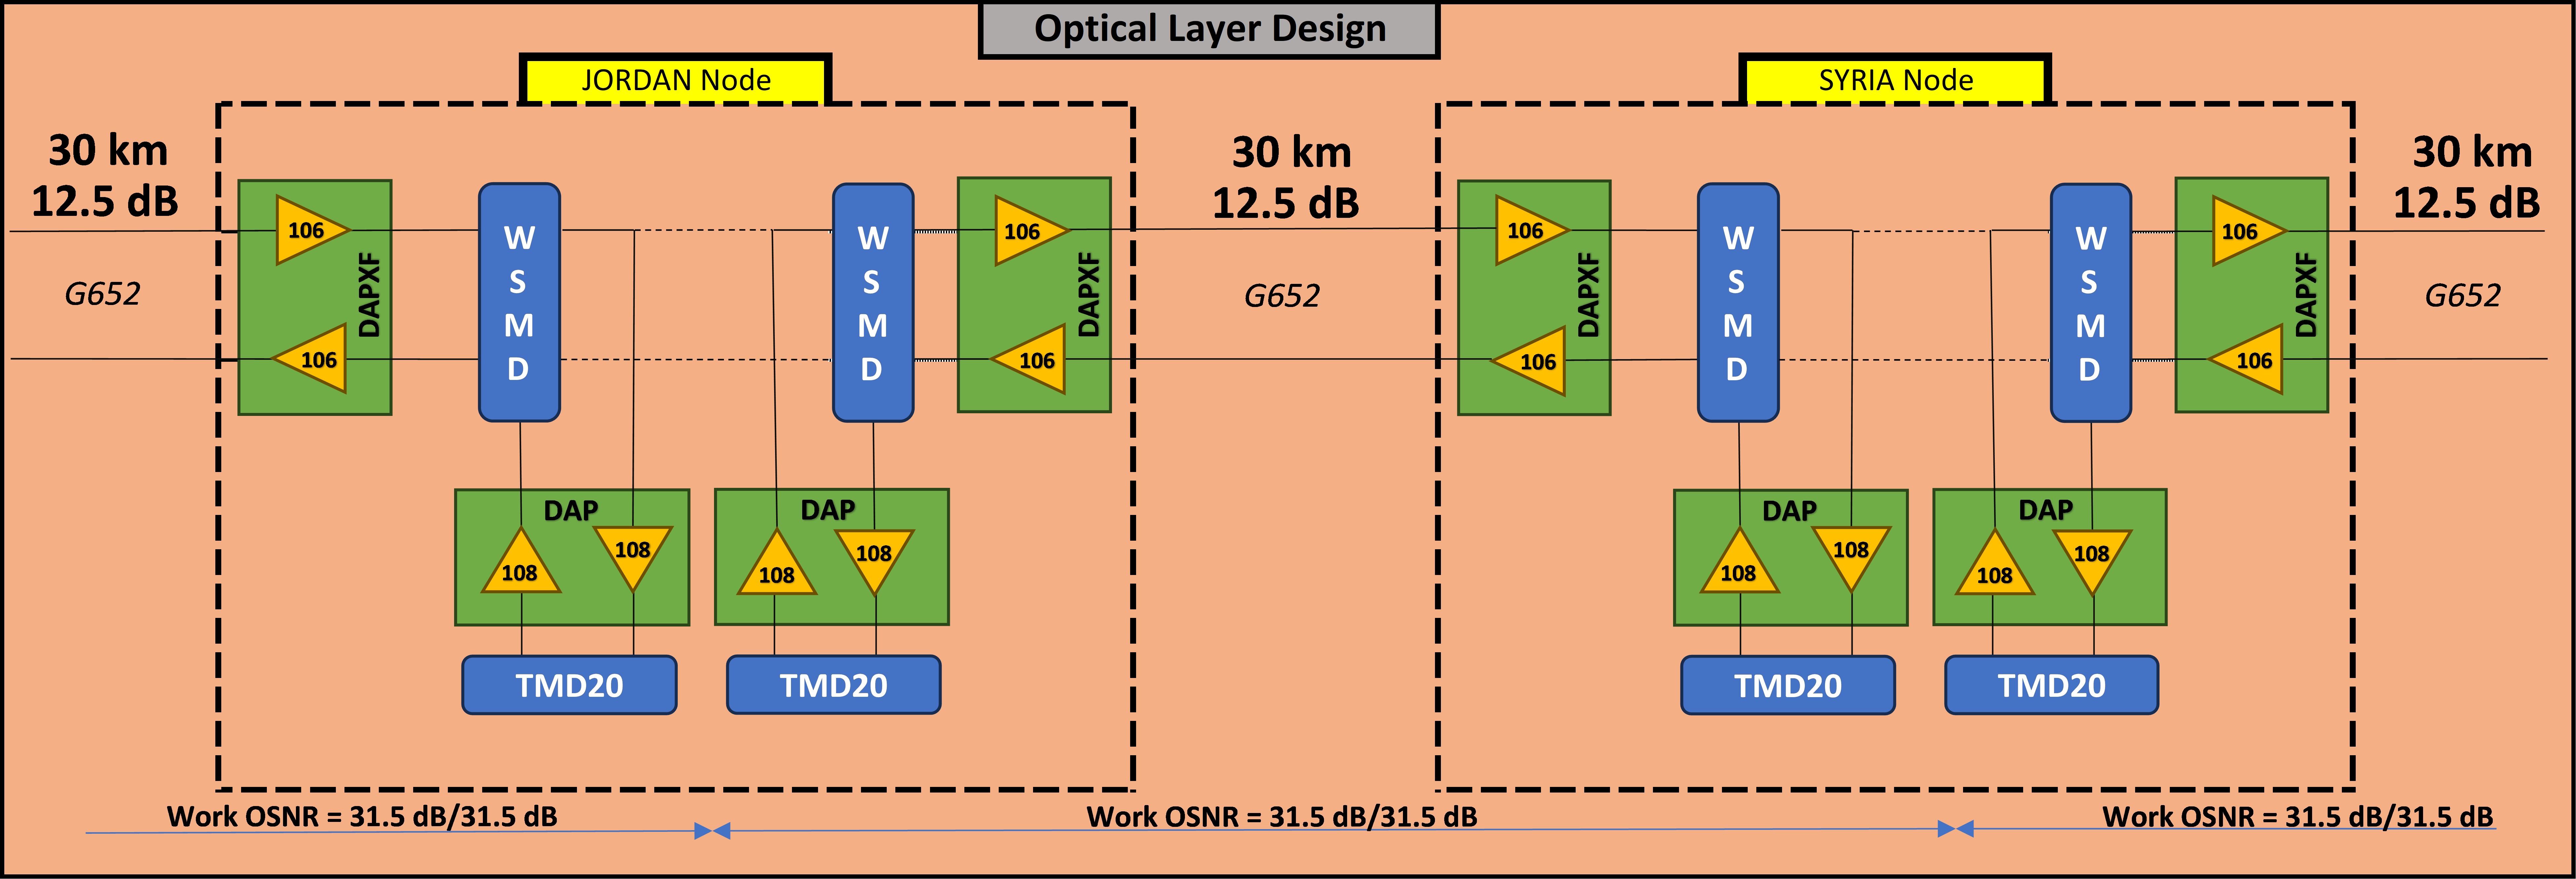 Optical Layer Design
JORDAN Node
SYRIA Node
30 km
12.5 dB
G652
106
106
DAPXF
W
S
M
D
W
S
M
D
106
106
DAPXF
DAP
108
108
DAP
108
108
TMD20
TMD20
30 km
12.5 dB
G652
106
106
DAPXF
W
S
M
D
W
S
M
D
106
106
DAPXF
DAP
108
108
DAP
108
108
TMD20
TMD20
30 km
12.5 dB
G652
Work OSNR = 31.5 dB/31.5 dB
Work OSNR = 31.5 dB/31.5 dB
Work OSNR = 31.5 dB/31.5 dB